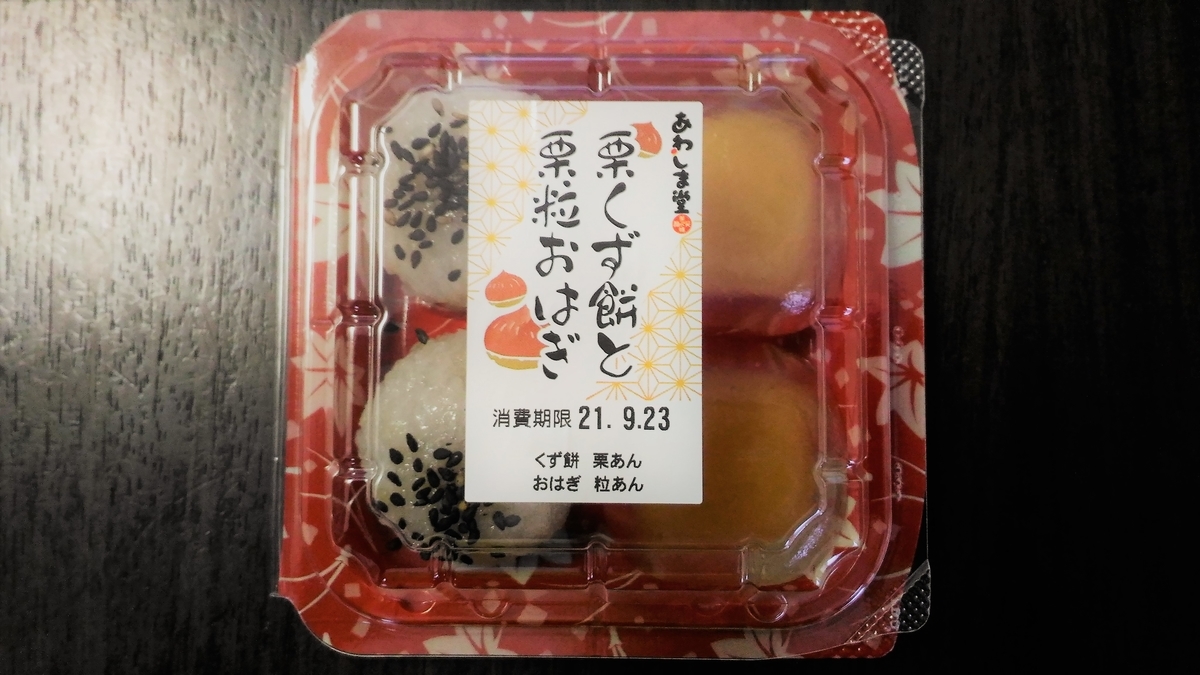 あわしま堂
栗くず餅と
栗粒おはぎ
消費期限 21. 9.23
くず餅 栗あん
おはぎ 粒あん